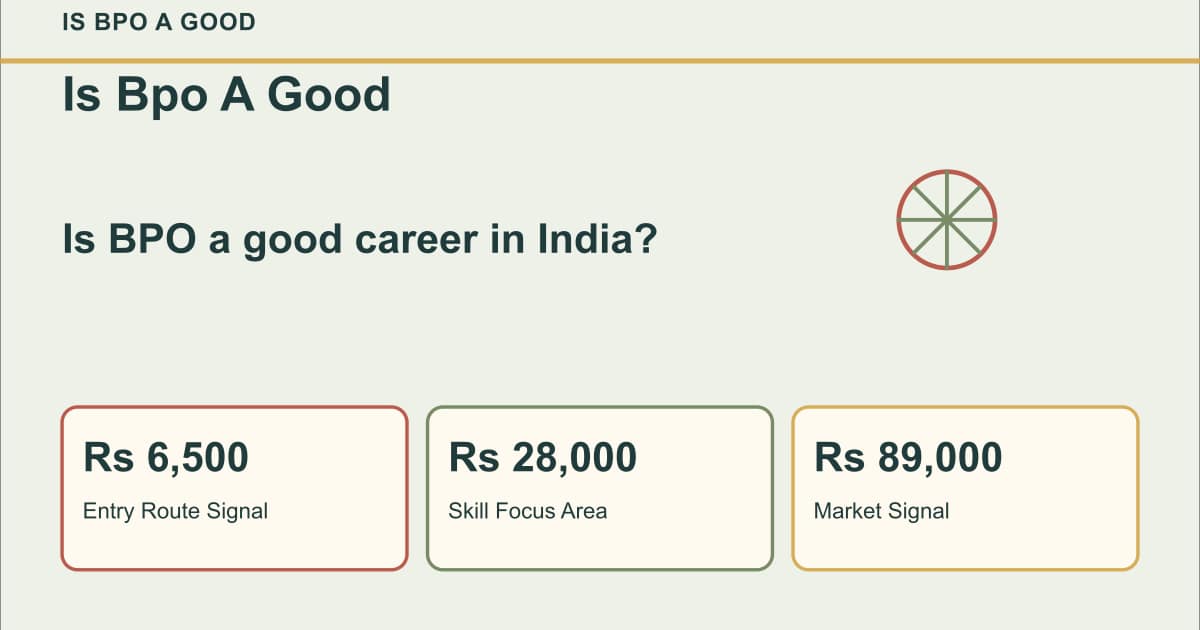 IS BPO A GOOD
Is Bpo A Good
Is BPO a good career in India?
Rs 6,500
Entry Route Signal
Rs 28,000
Skill Focus Area
Rs 89,000
Market Signal